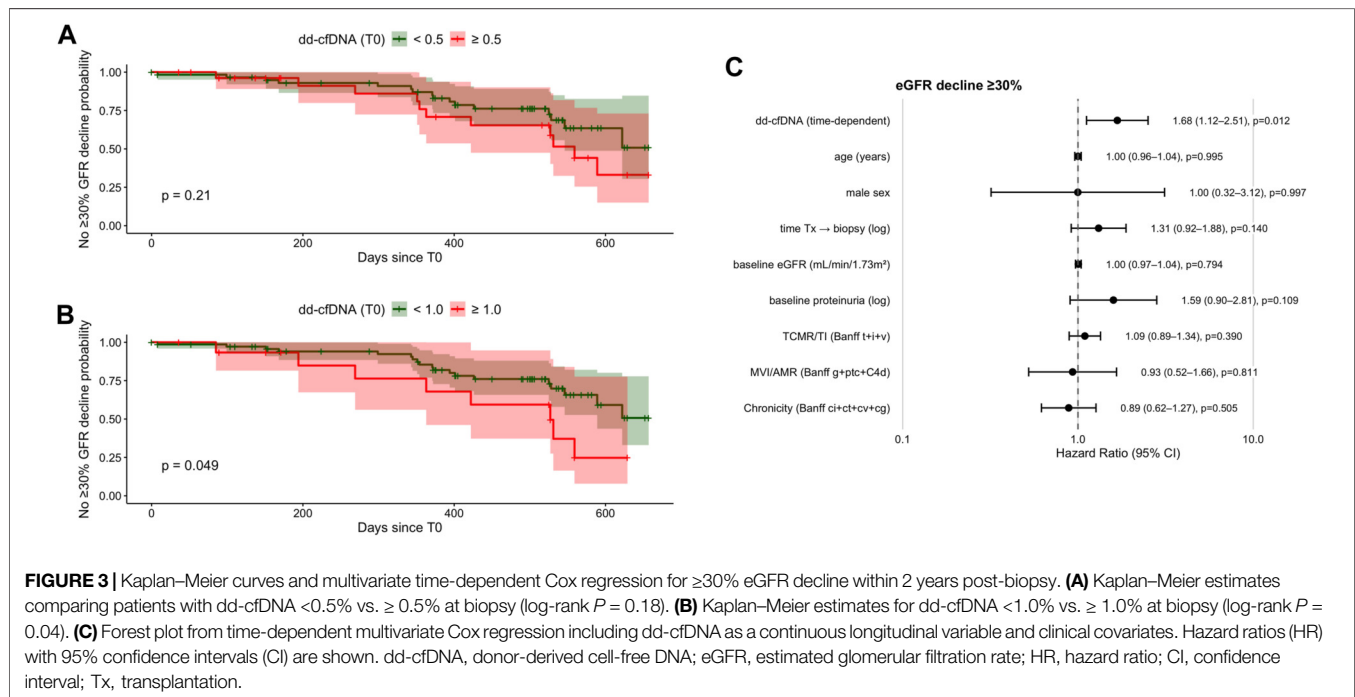 A
dd-cfDNA (T0) < 0.5 ≥ 0.5
No ≥30% GFR decline probability
1.00
0.75
0.50
0.25
0.00
p = 0.21
0 200 400 600
Days since T0
B
dd-cfDNA (T0) < 1.0 ≥ 1.0
No ≥30% GFR decline probability
1.00
0.75
0.50
0.25
0.00
p = 0.049
0 200 400 600
Days since T0
C
eGFR decline ≥30%
dd-cfDNA (time-dependent) 1.68 (1.12–2.51), p=0.012
age (years) 1.00 (0.96–1.04), p=0.995
male sex 1.00 (0.32–3.12), p=0.997
time Tx → biopsy (log) 1.31 (0.92–1.88), p=0.140
baseline eGFR (mL/min/1.73m²) 1.00 (0.97–1.04), p=0.794
baseline proteinuria (log) 1.59 (0.90–2.81), p=0.109
TCMR/TI (Banff t+i+v) 1.09 (0.89–1.34), p=0.390
MVI/AMR (Banff g+ptc+C4d) 0.93 (0.52–1.66), p=0.811
Chronicity (Banff ci+ct+cv+cg) 0.89 (0.62–1.27), p=0.505
0.1 1.0 10.0
Hazard Ratio (95% CI)
FIGURE 3 | Kaplan–Meier curves and multivariate time-dependent Cox regression for ≥30% eGFR decline within 2 years post-biopsy. (A) Kaplan–Meier estimates
comparing patients with dd-cfDNA <0.5% vs. ≥ 0.5% at biopsy (log-rank P = 0.18). (B) Kaplan–Meier estimates for dd-cfDNA <1.0% vs. ≥ 1.0% at biopsy (log-rank P =
0.04). (C) Forest plot from time-dependent multivariate Cox regression including dd-cfDNA as a continuous longitudinal variable and clinical covariates. Hazard ratios (HR)
with 95% confidence intervals (CI) are shown. dd-cfDNA, donor-derived cell-free DNA; eGFR, estimated glomerular filtration rate; HR, hazard ratio; CI, confidence
interval; Tx, transplantation.